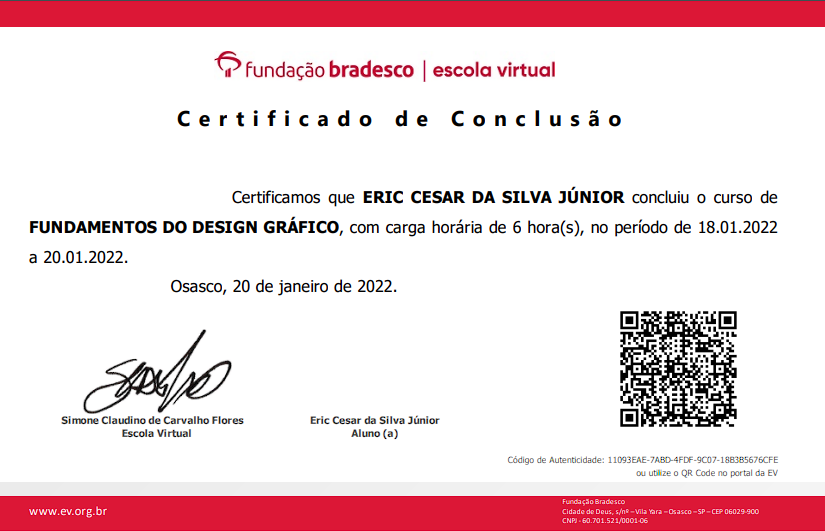 fundação bradesco | escola virtual
Certificado de Conclusão
Certificamos que ERIC CESAR DA SILVA JÚNIOR concluiu o curso de
FUNDAMENTOS DO DESIGN GRÁFICO, com carga horária de 6 hora(s), no período de 18.01.2022
a 20.01.2022.
Osasco, 20 de janeiro de 2022.
Simone Claudino de Carvalho Flores
Escola Virtual
Eric Cesar da Silva Júnior
Aluno (a)
Código de Autenticidade: 11093EAE-7ABD-4FDF-9C07-18B3B5676CFE
ou utilize o QR Code no portal da EV
www.ev.org.br
Fundação Bradesco
Cidade de Deus, s/nº – Vila Yara – Osasco – SP – CEP 06029-900
CNPJ - 60.701.521/0001-06